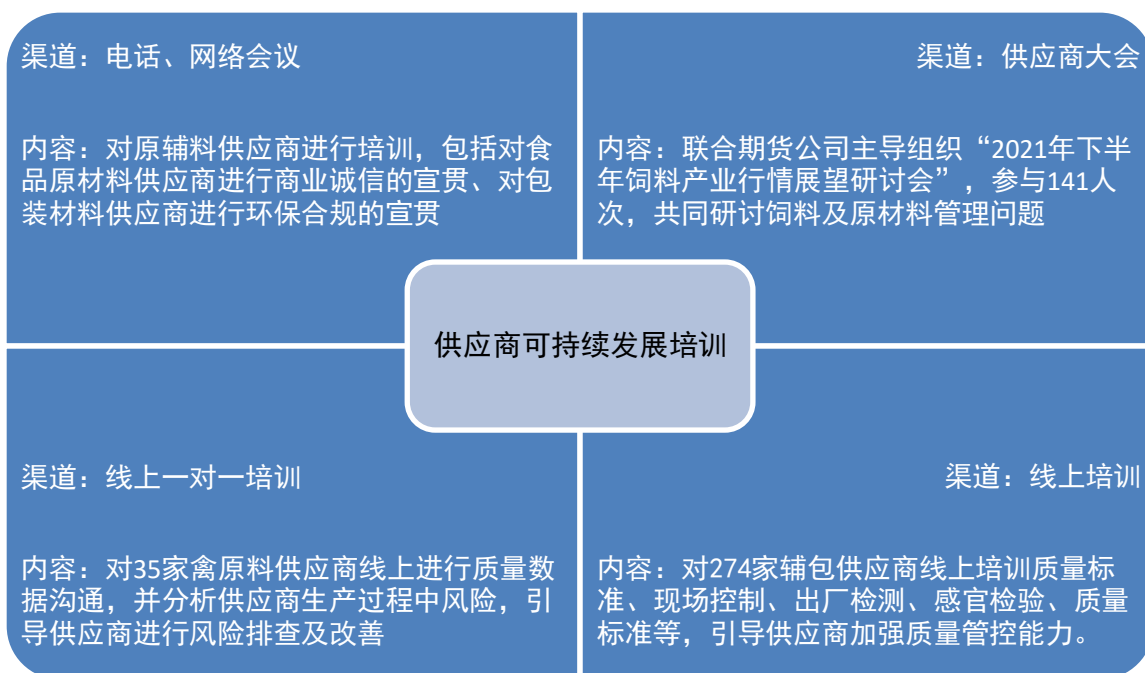 渠道：电话、网络会议
内容：对原辅料供应商进行培训，包括对食
品原材料供应商进行商业诚信的宣贯、对包
装材料供应商进行环保合规的宣贯
渠道：供应商大会
内容：联合期货公司主导组织“2021年下半
年饲料产业行情展望研讨会”，参与141人
次，共同研讨饲料及原材料管理问题
供应商可持续发展培训
渠道：线上一对一培训
内容：对35家禽原料供应商线上进行质量数
据沟通，并分析供应商生产过程中风险，引
导供应商进行风险排查及改善
渠道：线上培训
内容：对274家辅包供应商线上培训质量标
准、现场控制、出厂检测、感官检验、质量
标准等，引导供应商加强质量管控能力。